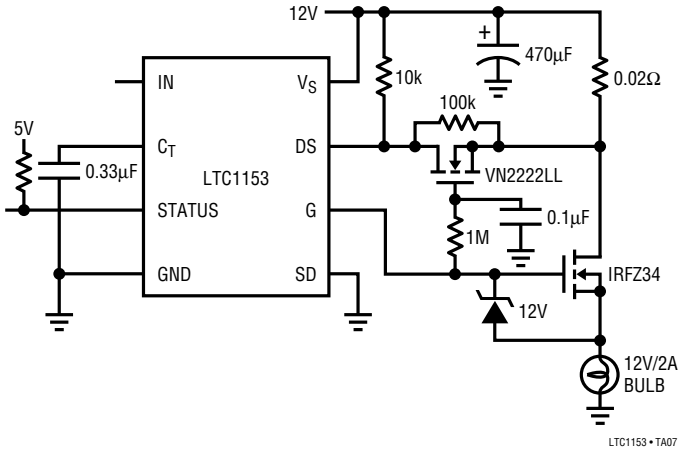 12V
470µF
IN
V_S
10k
0.02Ω
100k
5V
C_T
DS
0.33µF
LTC1153
VN2222LL
STATUS
G
0.1µF
1M
GND
SD
IRFZ34
12V
12V/2A
BULB
LTC1153 • TA07